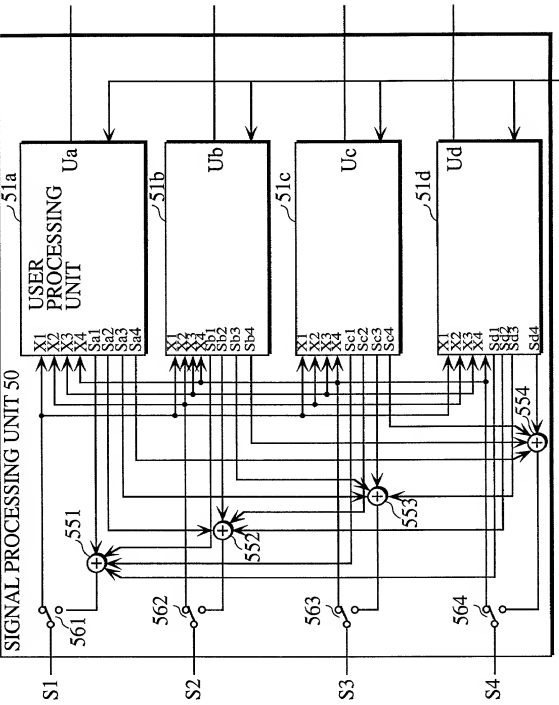 SIGNAL PROCESSING UNIT 50
51a
51b
51c
51d
USER
PROCESSING
UNIT
Ua
Ub
Uc
Ud
X1
X2
X3
X4
Sa1
Sa2
Sa3
Sa4
X1
X2
X3
X4
Sb1
Sb2
Sb3
Sb4
X1
X2
X3
X4
Sc1
Sc2
Sc3
Sc4
X1
X2
X3
X4
Sd1
Sd2
Sd3
Sd4
551
552
553
554
561
562
563
564
S1
S2
S3
S4